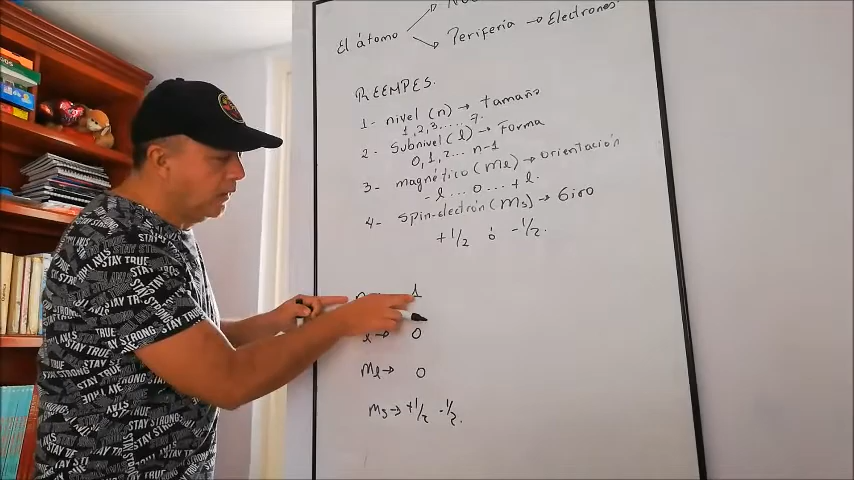 El átomo
Periferia → Electrones.
REEMPES.
1- nivel (n) → tamaño
1,2,3,.....7.
2- Subnivel (l) → Forma
0,1,2... n-1
3- magnético (ml) → orientación
-l ... 0 ... +l.
4- spin-electrón (ms) → Giro
+1/2 ó -1/2.
1
l → 0
ml → 0
ms → +1/2 -1/2.
STAY STRONG